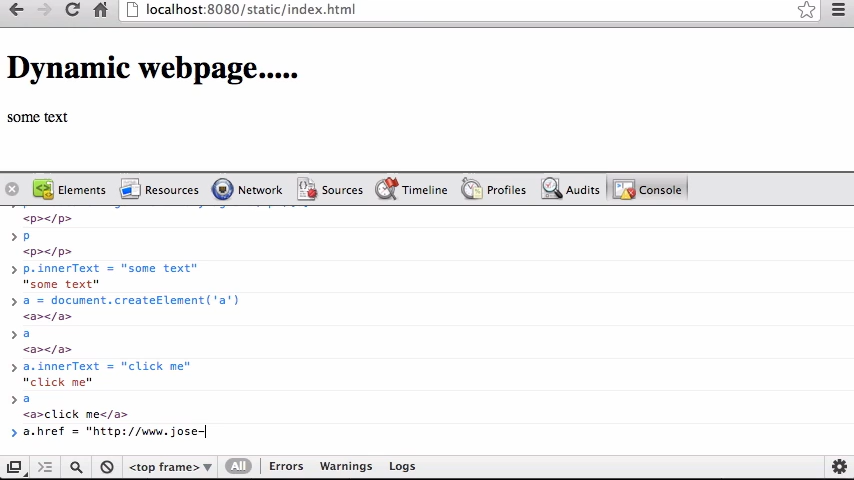 localhost:8080/static/index.html
Dynamic webpage.....
some text
Elements Resources Network Sources Timeline Profiles Audits Console
<p></p>
p
<p></p>
p.innerText = "some text"
"some text"
a = document.createElement('a')
<a></a>
a
<a></a>
a.innerText = "click me"
"click me"
a
<a>click me</a>
a.href = "http://www.jose-
<top frame> All Errors Warnings Logs